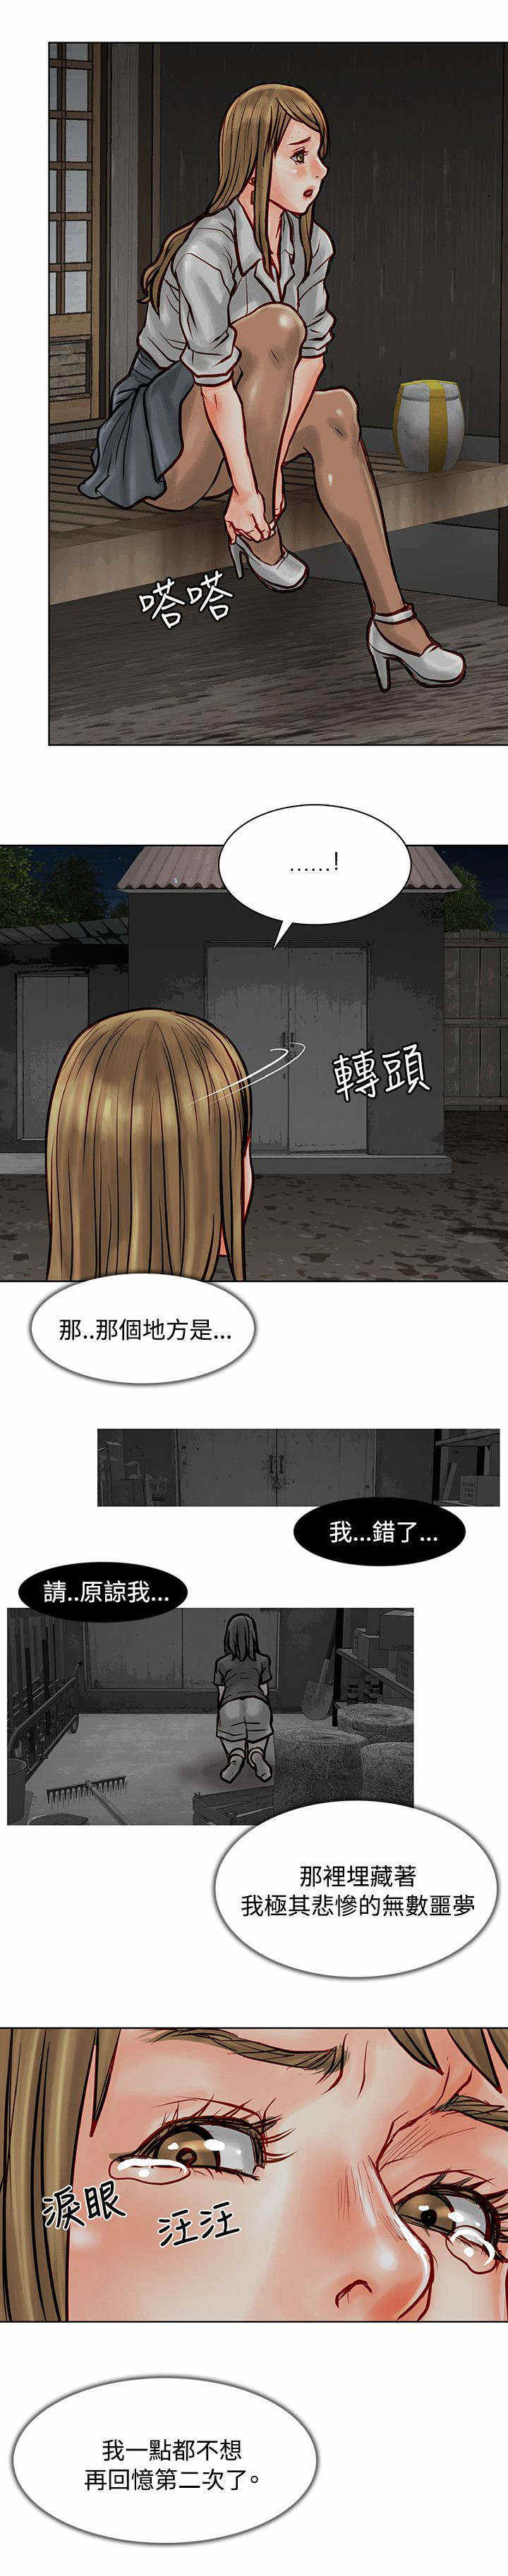 嗒嗒
......!
轉頭
那..那個地方是...
我...錯了...
請..原諒我...
那裡埋藏著
我極其悲慘的無數噩夢
淚眼
汪汪
我一點都不想
再回憶第二次了。